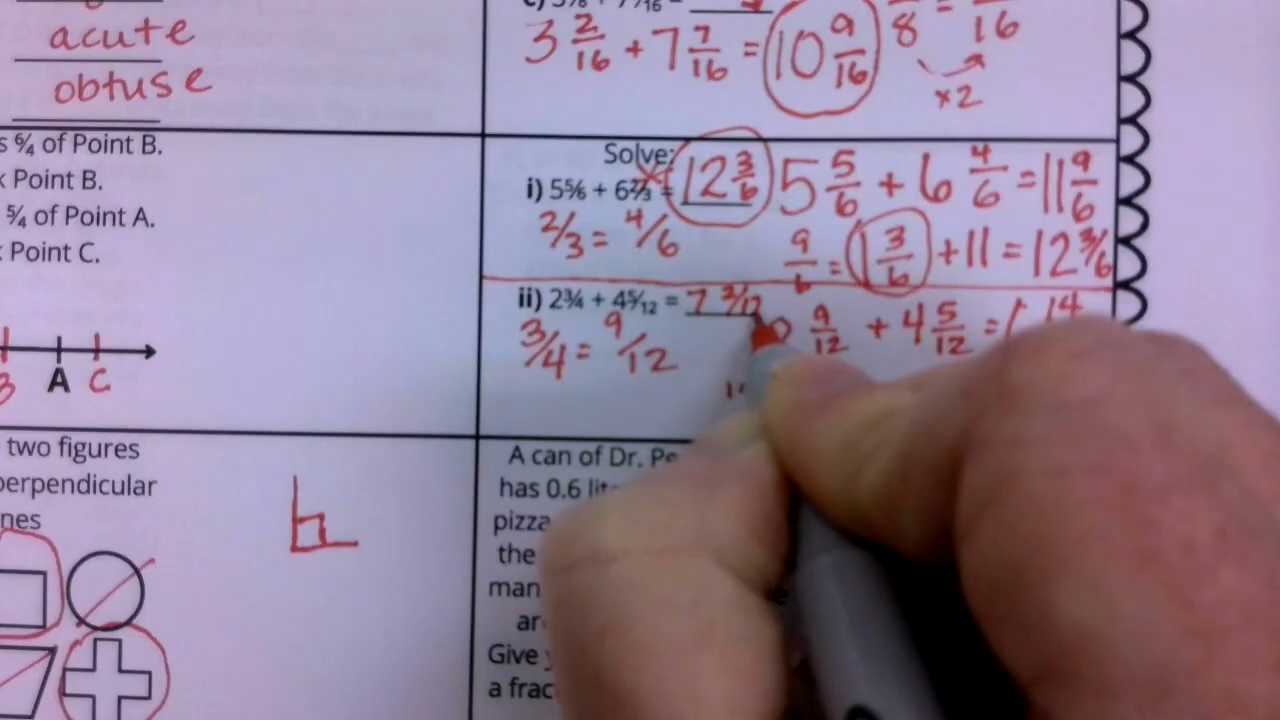 acute
obtuse
3 2/16 + 7 7/16 = 10 9/16
8 = 16
×2
s 6/4 of Point B.
Point B.
5/4 of Point A.
Point C.
B A C
two figures
perpendicular
nes
Solve:
i) 5⅚ + 6⅔ = 12 3/6
5 5/6 + 6 4/6 = 11 9/6
2/3 = 4/6
9/6 = 1 3/6 + 11 = 12 3/6
ii) 2¾ + 4 5/12 = 7 2/12
9/12 + 4 5/12 = 14
3/4 = 9/12
A can of Dr.
has 0.6
pizza
the
man
Give
a frac